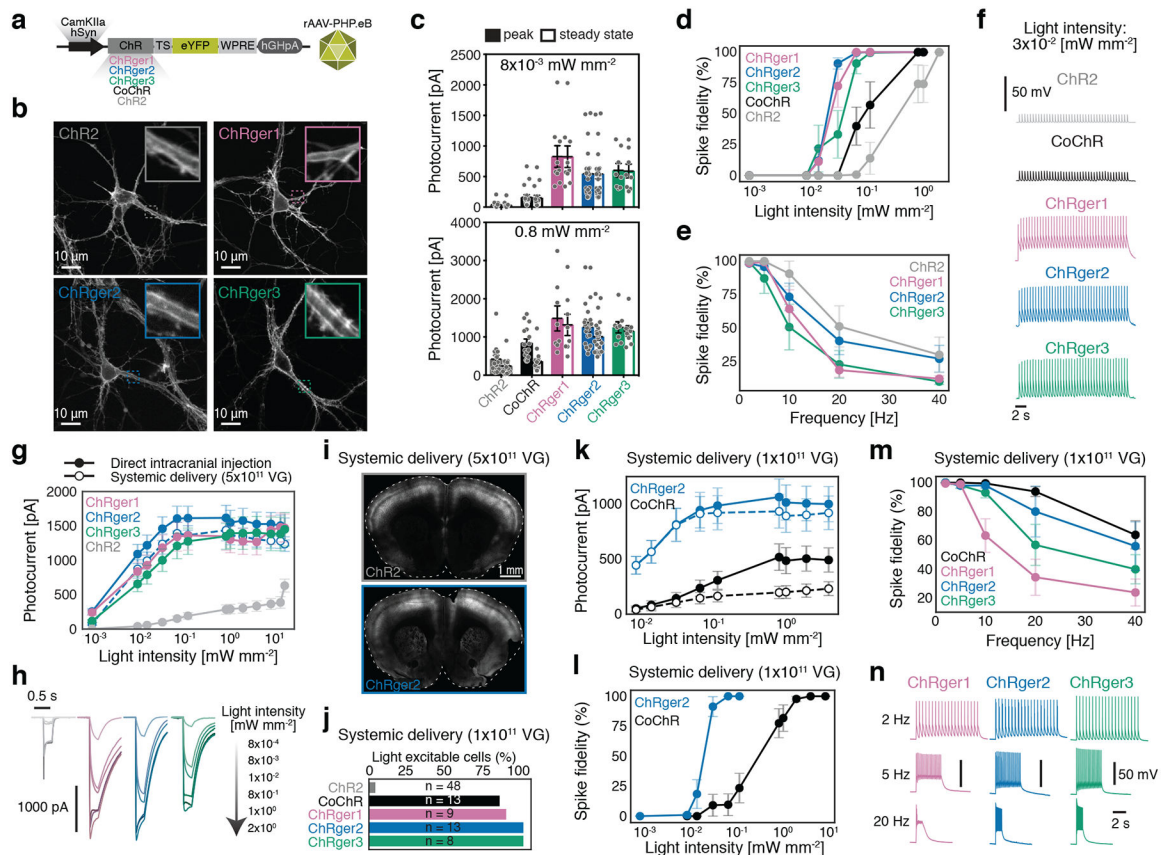 a
CamKIIa
hSyn
ChR
TS
eYFP
WPRE
hGHpA
rAAV-PHP.eB
ChRger1
ChRger2
ChRger3
CoChR
ChR2
b
ChR2
10 µm
ChRger1
10 µm
ChRger2
10 µm
ChRger3
10 µm
c
peak
steady state
8x10⁻³ mW mm⁻²
Photocurrent [pA]
2500
2000
1500
1000
500
0
0.8 mW mm⁻²
Photocurrent [pA]
4000
3000
2000
1000
0
ChR2
CoChR
ChRger1
ChRger2
ChRger3
d
Spike fidelity (%)
100
75
50
25
0
ChRger1
ChRger2
ChRger3
CoChR
ChR2
10⁻³
10⁻²
10⁻¹
10⁰
Light intensity [mW mm⁻²]
e
Spike fidelity (%)
100
75
50
25
ChR2
ChRger1
ChRger2
ChRger3
0
10
20
30
40
Frequency [Hz]
f
Light intensity:
3x10⁻² [mW mm⁻²]
ChR2
50 mV
CoChR
ChRger1
ChRger2
ChRger3
2 s
g
Direct intracranial injection
Systemic delivery (5x10¹¹ VG)
Photocurrent [pA]
2000
1500
1000
500
0
ChRger1
ChRger2
ChRger3
ChR2
10⁻³
10⁻²
10⁻¹
10⁰
10¹
Light intensity [mW mm⁻²]
h
0.5 s
1000 pA
Light intensity
[mW mm⁻²]
8x10⁻⁴
8x10⁻³
1x10⁻²
8x10⁻¹
1x10⁰
2x10⁰
i
Systemic delivery (5x10¹¹ VG)
ChR2
1 mm
ChRger2
j
Systemic delivery (1x10¹¹ VG)
Light excitable cells (%)
0
25
50
75
100
ChR2
n = 48
CoChR
n = 13
ChRger1
n = 9
ChRger2
n = 13
ChRger3
n = 8
k
Systemic delivery (1x10¹¹ VG)
Photocurrent [pA]
1000
500
0
ChRger2
CoChR
10⁻²
10⁻¹
10⁰
Light intensity [mW mm⁻²]
l
Systemic delivery (1x10¹¹ VG)
Spike fidelity (%)
100
75
50
25
0
ChRger2
CoChR
10⁻³
10⁻²
10⁻¹
10⁰
10¹
Light intensity [mW mm⁻²]
m
Systemic delivery (1x10¹¹ VG)
Spike fidelity (%)
100
75
50
25
0
CoChR
ChRger1
ChRger2
ChRger3
0
10
20
30
40
Frequency [Hz]
n
ChRger1
ChRger2
ChRger3
2 Hz
5 Hz
50 mV
20 Hz
2 s